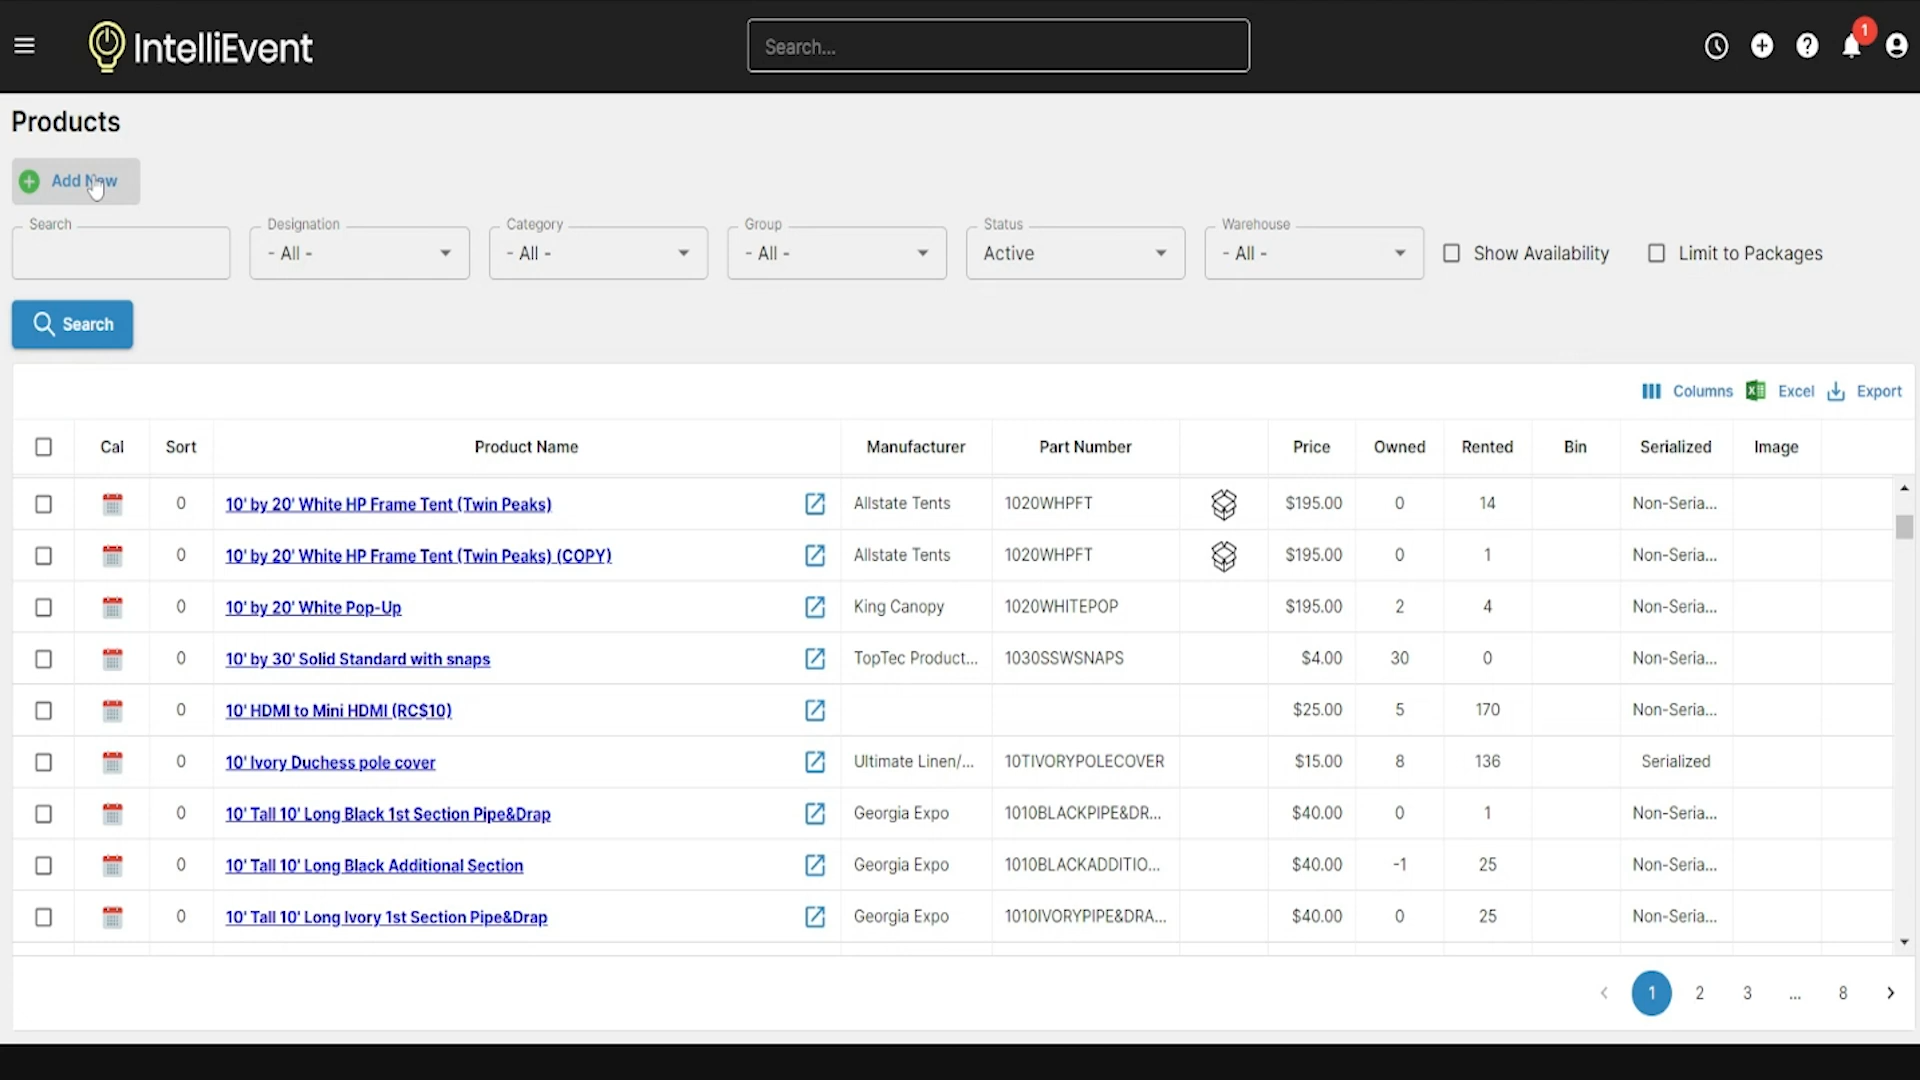 IntelliEvent
Search...
1
Products
Add New
Search
Designation
- All -
Category
- All -
Group
- All -
Status
Active
Warehouse
- All -
Show Availability
Limit to Packages
Search
Columns
Excel
Export
Cal Sort Product Name Manufacturer Part Number Price Owned Rented Bin Serialized Image
0 10' by 20' White HP Frame Tent (Twin Peaks) Allstate Tents 1020WHPFT $195.00 0 14 Non-Seria...
0 10' by 20' White HP Frame Tent (Twin Peaks) (COPY) Allstate Tents 1020WHPFT $195.00 0 1 Non-Seria...
0 10' by 20' White Pop-Up King Canopy 1020WHITEPOP $195.00 2 4 Non-Seria...
0 10' by 30' Solid Standard with snaps TopTec Product... 1030SSWSNAPS $4.00 30 0 Non-Seria...
0 10' HDMI to Mini HDMI (RC$10) $25.00 5 170 Non-Seria...
0 10' Ivory Duchess pole cover Ultimate Linen/... 10TIVORYPOLECOVER $15.00 8 136 Serialized
0 10' Tall 10' Long Black 1st Section Pipe&Drap Georgia Expo 1010BLACKPIPE&DR... $40.00 0 1 Non-Seria...
0 10' Tall 10' Long Black Additional Section Georgia Expo 1010BLACKADDITIO... $40.00 -1 25 Non-Seria...
0 10' Tall 10' Long Ivory 1st Section Pipe&Drap Georgia Expo 1010IVORYPIPE&DRA... $40.00 0 25 Non-Seria...
1 2 3 ... 8